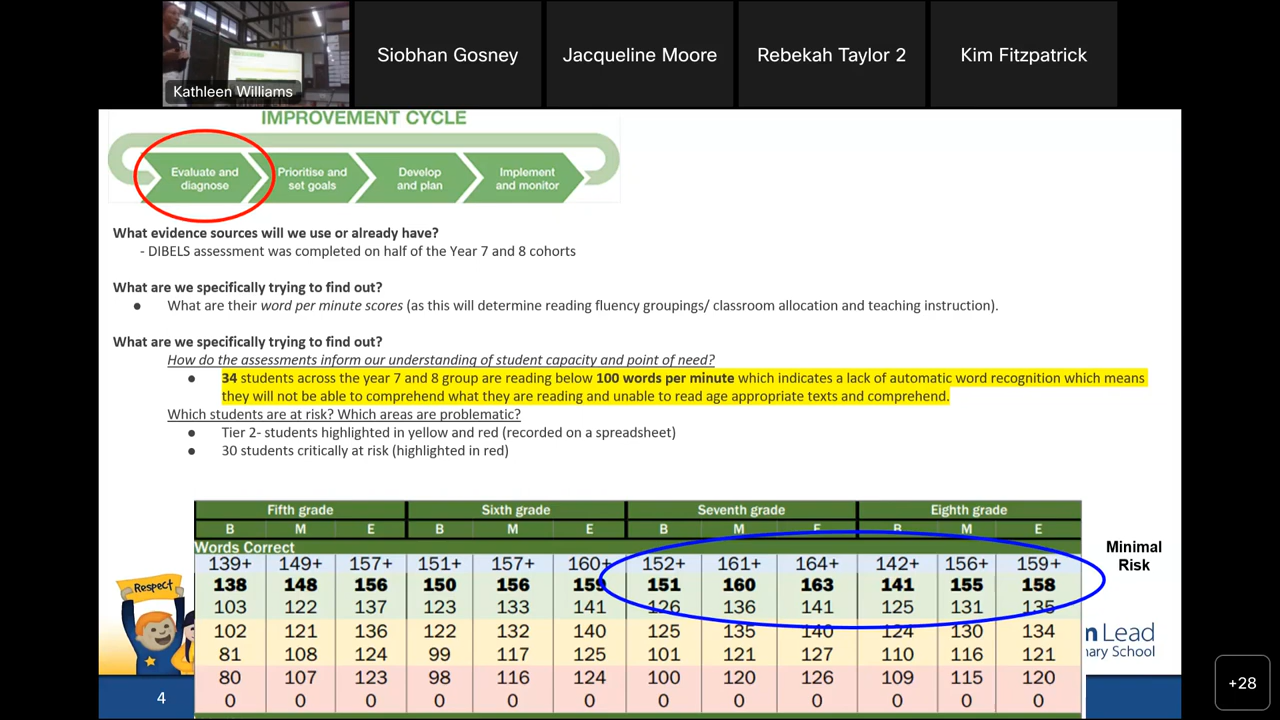 Siobhan Gosney
Jacqueline Moore
Rebekah Taylor 2
Kim Fitzpatrick
Kathleen Williams
IMPROVEMENT CYCLE
Evaluate and diagnose
Prioritise and set goals
Develop and plan
Implement and monitor
What evidence sources will we use or already have?
- DIBELS assessment was completed on half of the Year 7 and 8 cohorts
What are we specifically trying to find out?
● What are their word per minute scores (as this will determine reading fluency groupings/ classroom allocation and teaching instruction).
What are we specifically trying to find out?
How do the assessments inform our understanding of student capacity and point of need?
● 34 students across the year 7 and 8 group are reading below 100 words per minute which indicates a lack of automatic word recognition which means
they will not be able to comprehend what they are reading and unable to read age appropriate texts and comprehend.
Which students are at risk? Which areas are problematic?
● Tier 2- students highlighted in yellow and red (recorded on a spreadsheet)
● 30 students critically at risk (highlighted in red)
Fifth grade Sixth grade Seventh grade Eighth grade
B M E B M E B M E B M E
Words Correct
139+ 149+ 157+ 151+ 157+ 160+ 152+ 161+ 164+ 142+ 156+ 159+
138 148 156 150 156 159 151 160 163 141 155 158
103 122 137 123 133 141 126 136 141 125 131 135
102 121 136 122 132 140 125 135 140 124 130 134
81 108 124 99 117 125 101 121 127 110 116 121
80 107 123 98 116 124 100 120 126 109 115 120
0 0 0 0 0 0 0 0 0 0 0 0
Minimal
Risk
Respect
n Lead
ary School
4
+28